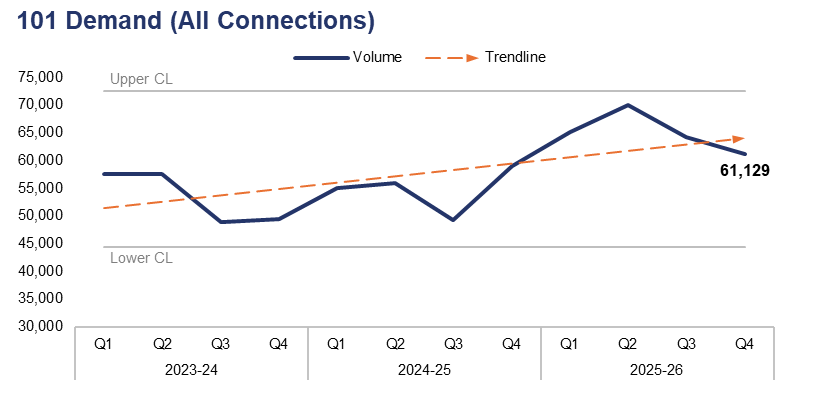 101 Demand (All Connections)
Volume Trendline
75,000
Upper CL
70,000
65,000
60,000
61,129
55,000
50,000
45,000
Lower CL
40,000
35,000
30,000
Q1 Q2 Q3 Q4 Q1 Q2 Q3 Q4 Q1 Q2 Q3 Q4
2023-24 2024-25 2025-26